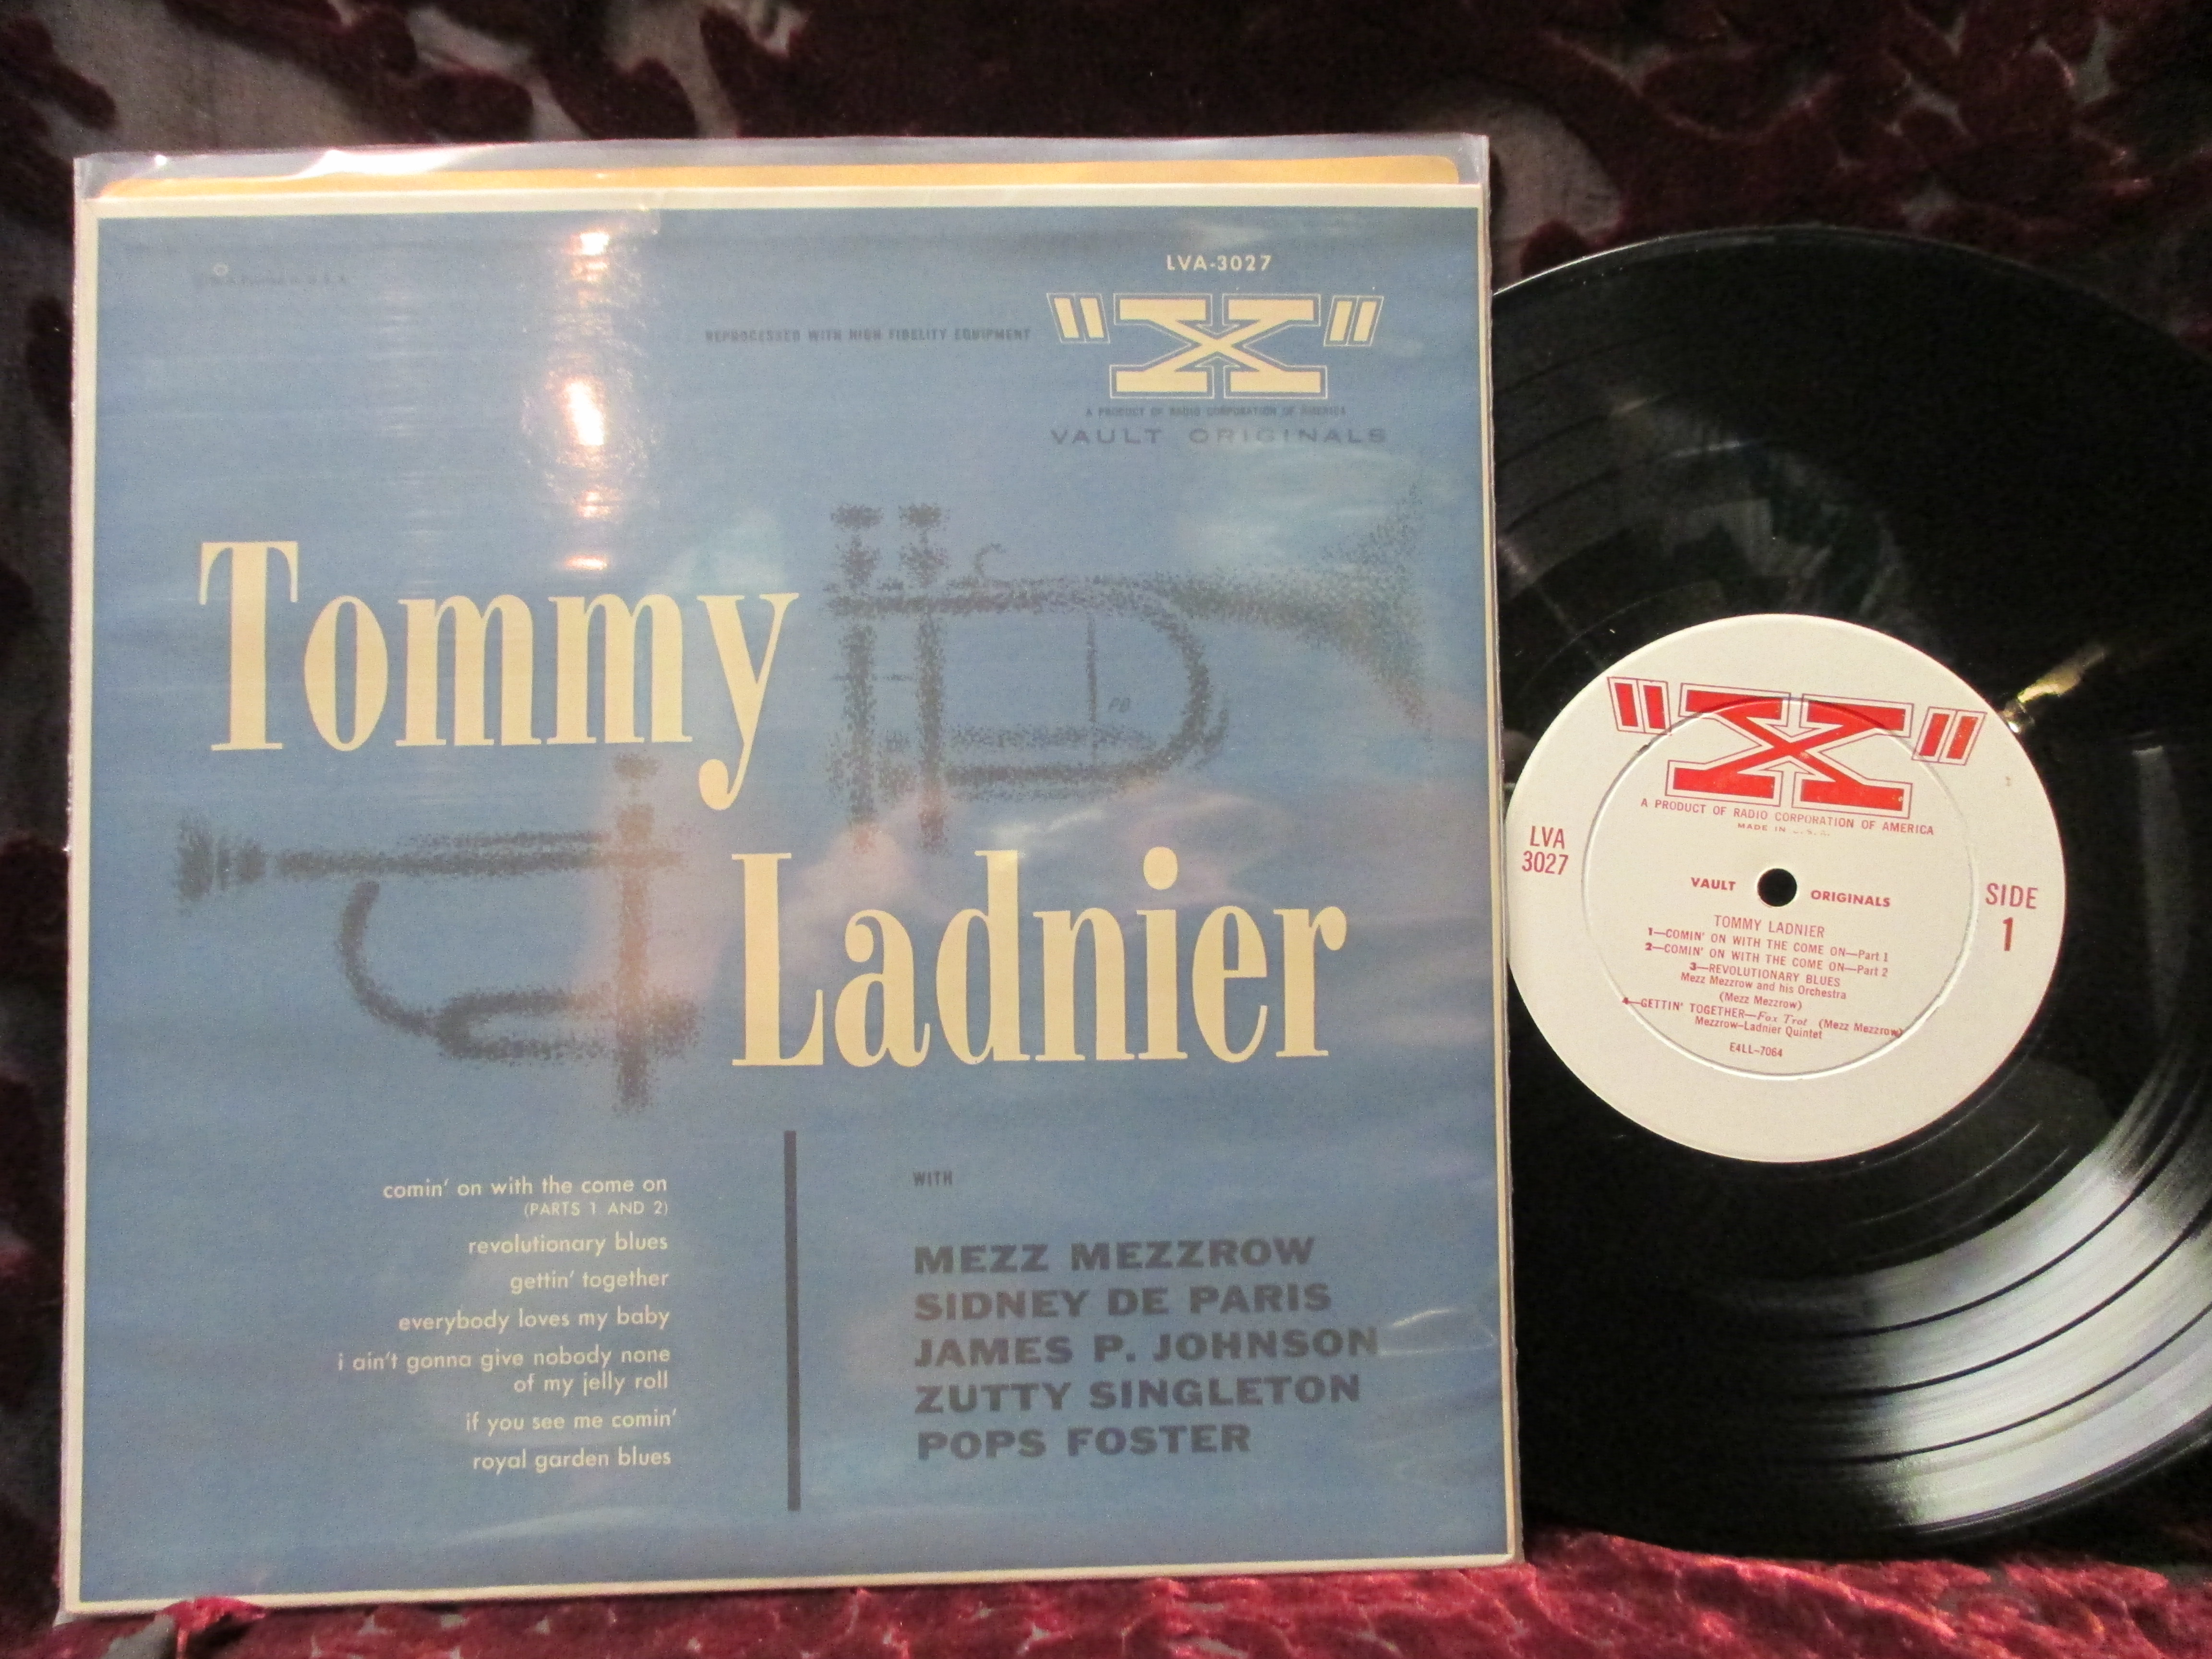 LVA-3027
REPROCESSED WITH HIGH FIDELITY EQUIPMENT
"X"
A PRODUCT OF RADIO CORPORATION OF AMERICA
VAULT ORIGINALS
Tommy
PB
Ladnier
comin' on with the come on
(PARTS 1 AND 2)
revolutionary blues
gettin' together
everybody loves my baby
i ain't gonna give nobody none
of my jelly roll
if you see me comin'
royal garden blues
WITH
MEZZ MEZZROW
SIDNEY DE PARIS
JAMES P. JOHNSON
ZUTTY SINGLETON
POPS FOSTER
"X"
A PRODUCT OF RADIO CORPORATION OF AMERICA
MADE IN U.S.A.
LVA
3027
VAULT ORIGINALS
SIDE
1
TOMMY LADNIER
1—COMIN' ON WITH THE COME ON—Part 1
2—COMIN' ON WITH THE COME ON—Part 2
3—REVOLUTIONARY BLUES
Mezz Mezzrow and his Orchestra
(Mezz Mezzrow)
4—GETTIN' TOGETHER—Fox Trot (Mezz Mezzrow)
Mezzrow–Ladnier Quintet
E4LL–7064